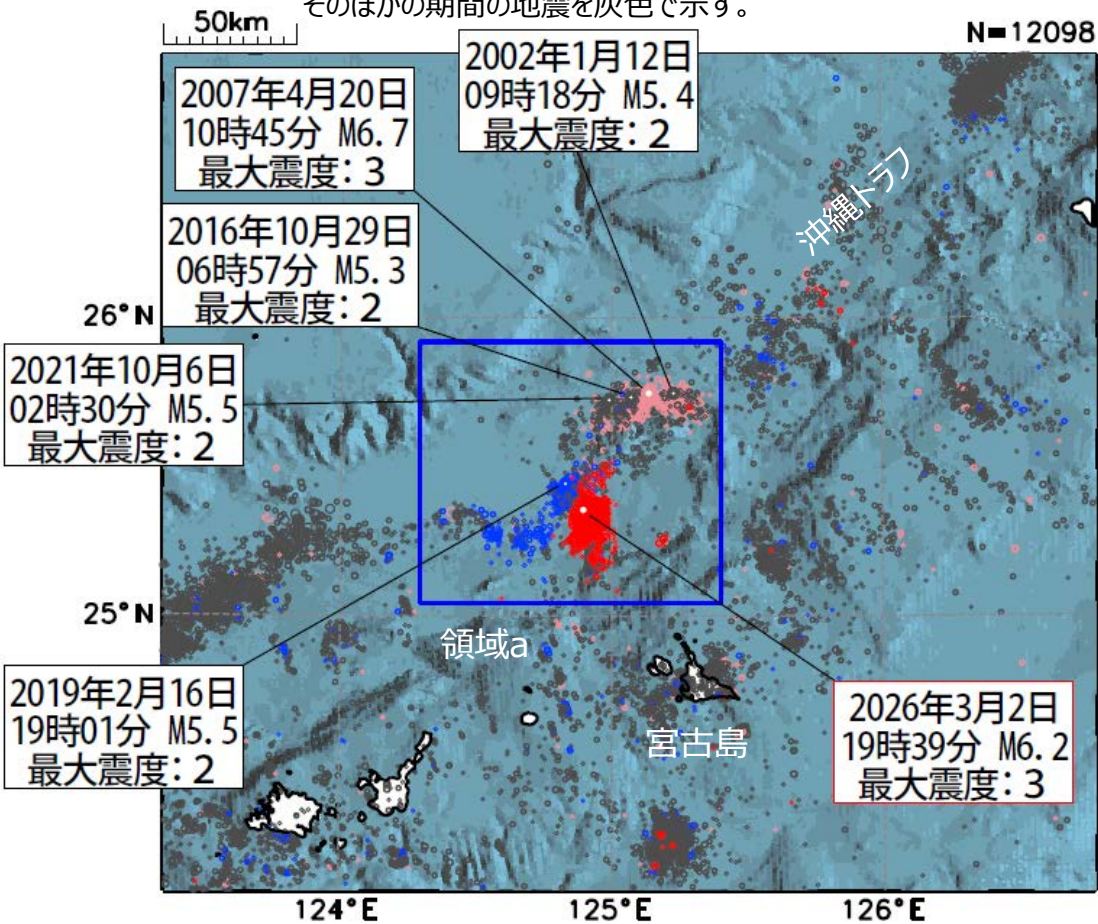 そのほかの期間の地震を灰色で示す。
50km
N=12098
2002年1月12日
09時18分 M5.4
最大震度:2
2007年4月20日
10時45分 M6.7
最大震度:3
沖縄トラフ
2016年10月29日
06時57分 M5.3
最大震度:2
26°N
2021年10月6日
02時30分 M5.5
最大震度:2
25°N
領域a
2019年2月16日
19時01分 M5.5
最大震度:2
宮古島
2026年3月2日
19時39分 M6.2
最大震度:3
124°E
125°E
126°E